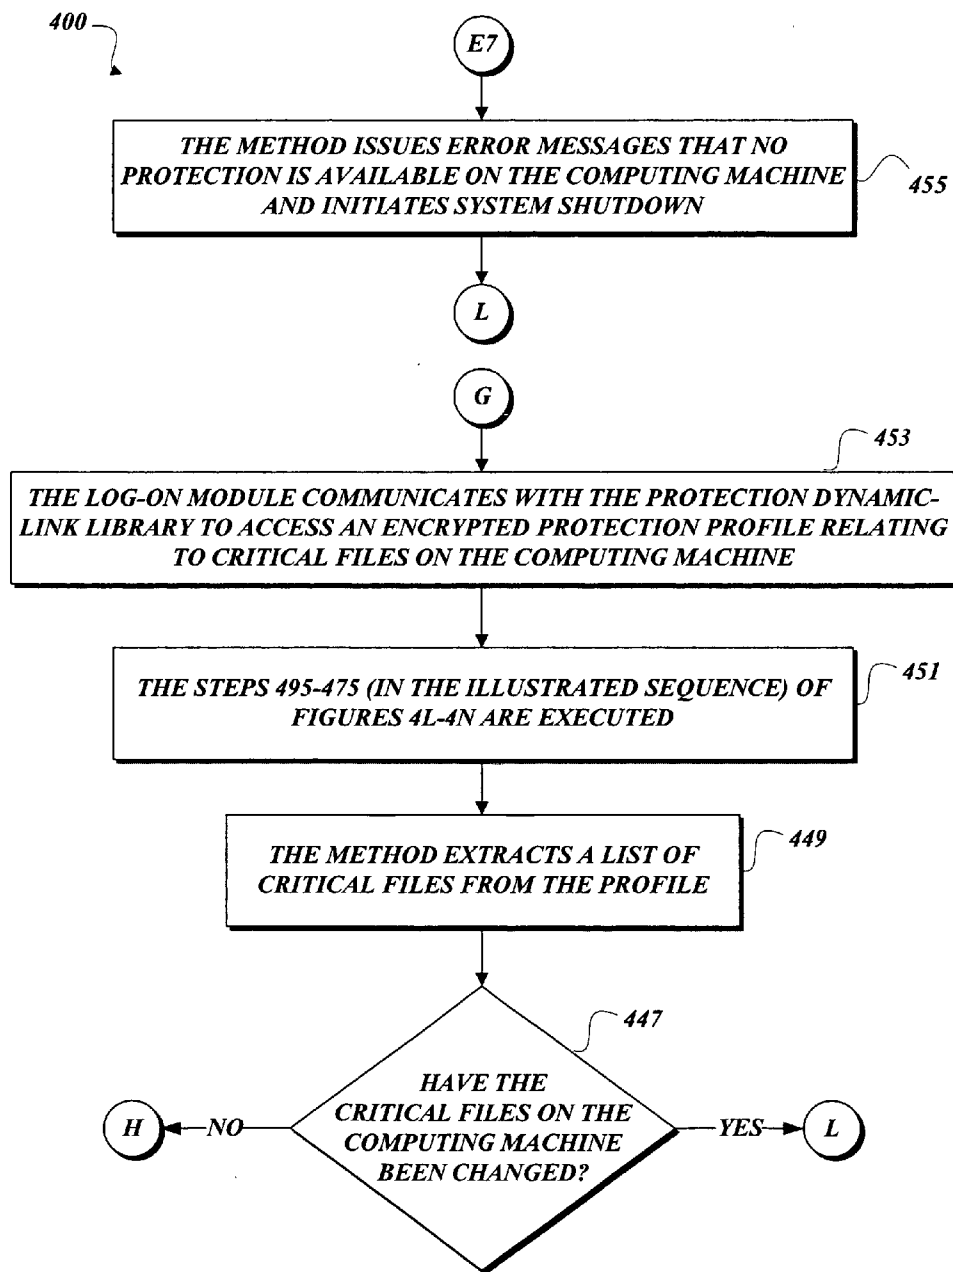 400
E7
THE METHOD ISSUES ERROR MESSAGES THAT NO
PROTECTION IS AVAILABLE ON THE COMPUTING MACHINE
AND INITIATES SYSTEM SHUTDOWN
455
L
G
453
THE LOG-ON MODULE COMMUNICATES WITH THE PROTECTION DYNAMIC-
LINK LIBRARY TO ACCESS AN ENCRYPTED PROTECTION PROFILE RELATING
TO CRITICAL FILES ON THE COMPUTING MACHINE
THE STEPS 495-475 (IN THE ILLUSTRATED SEQUENCE) OF
FIGURES 4L-4N ARE EXECUTED
451
THE METHOD EXTRACTS A LIST OF
CRITICAL FILES FROM THE PROFILE
449
447
HAVE THE
CRITICAL FILES ON THE
COMPUTING MACHINE
BEEN CHANGED?
H
NO
YES
L